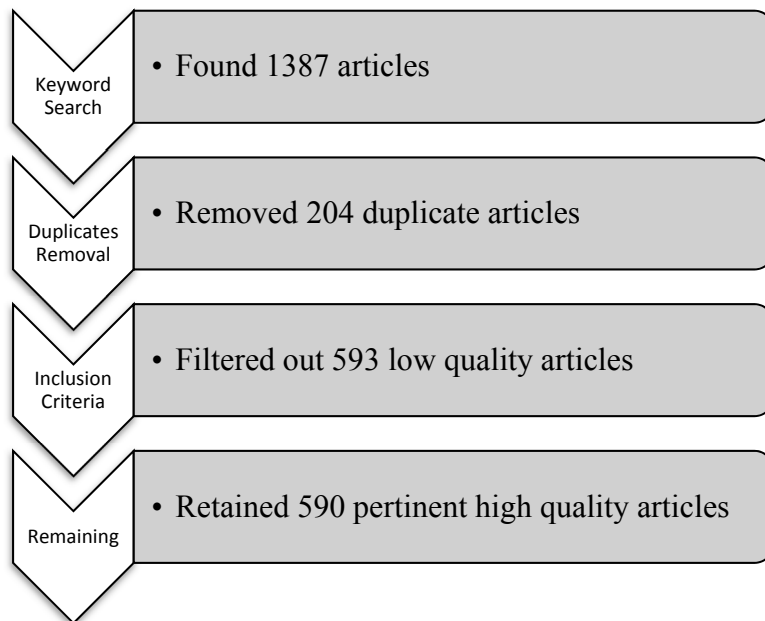 Keyword
Search
• Found 1387 articles
Duplicates
Removal
• Removed 204 duplicate articles
Inclusion
Criteria
• Filtered out 593 low quality articles
Remaining
• Retained 590 pertinent high quality articles